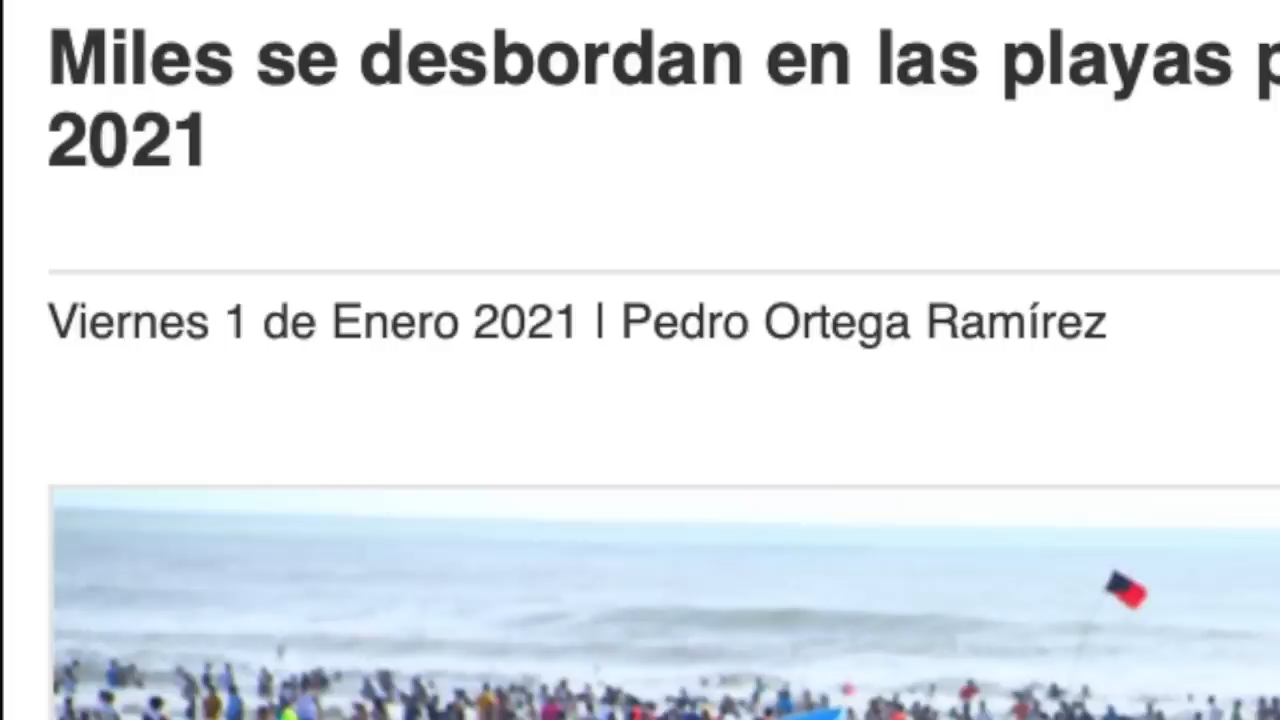 Miles se desbordan en las playas
2021
Viernes 1 de Enero 2021 | Pedro Ortega Ramírez